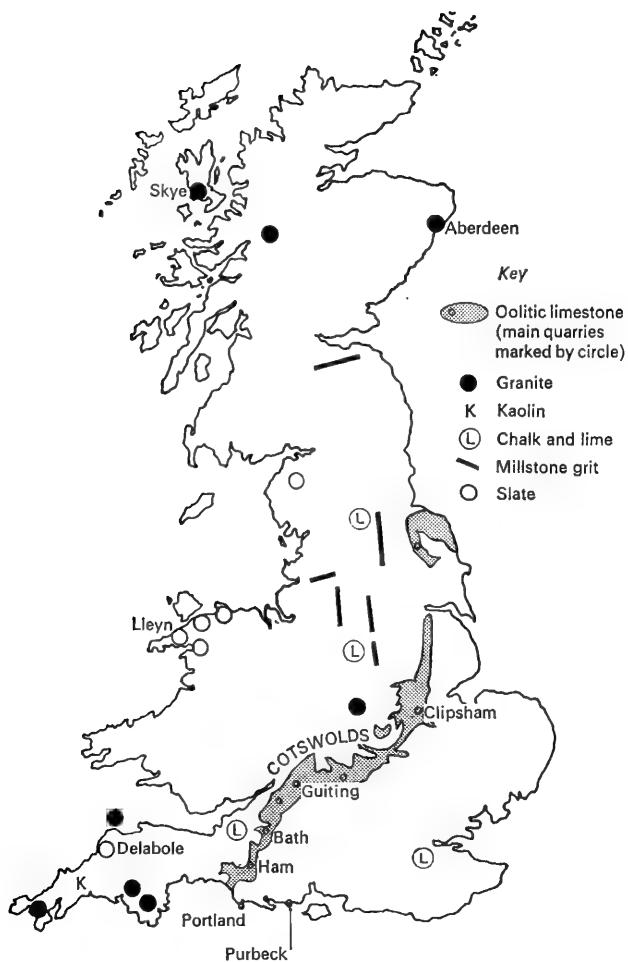 Skye
Aberdeen
Key
Oolitic limestone
(main quarries
marked by circle)
Granite
K Kaolin
L Chalk and lime
Millstone grit
Slate
L
Lleyn
L
Clipsham
COTSWOLDS
Guiting
L
Bath
Delabole
L
Ham
K
Portland
Purbeck